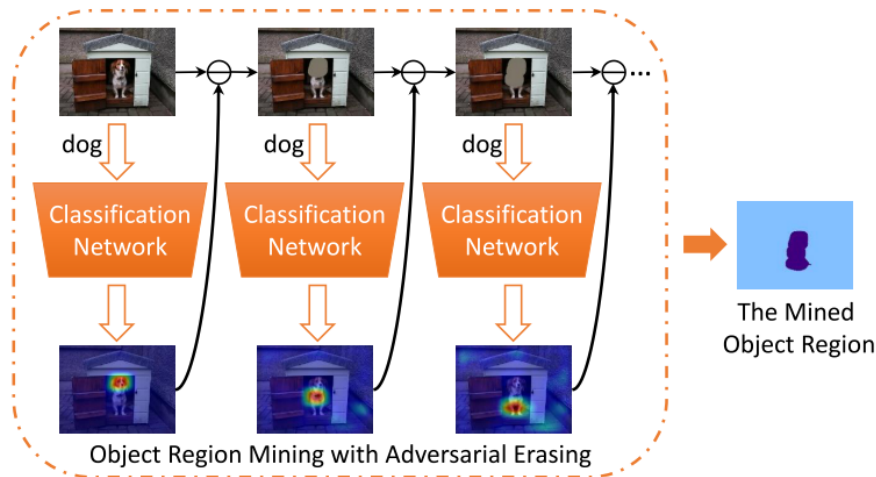 dog
dog
dog
Classification
Network
Classification
Network
Classification
Network
...
The Mined
Object Region
Object Region Mining with Adversarial Erasing